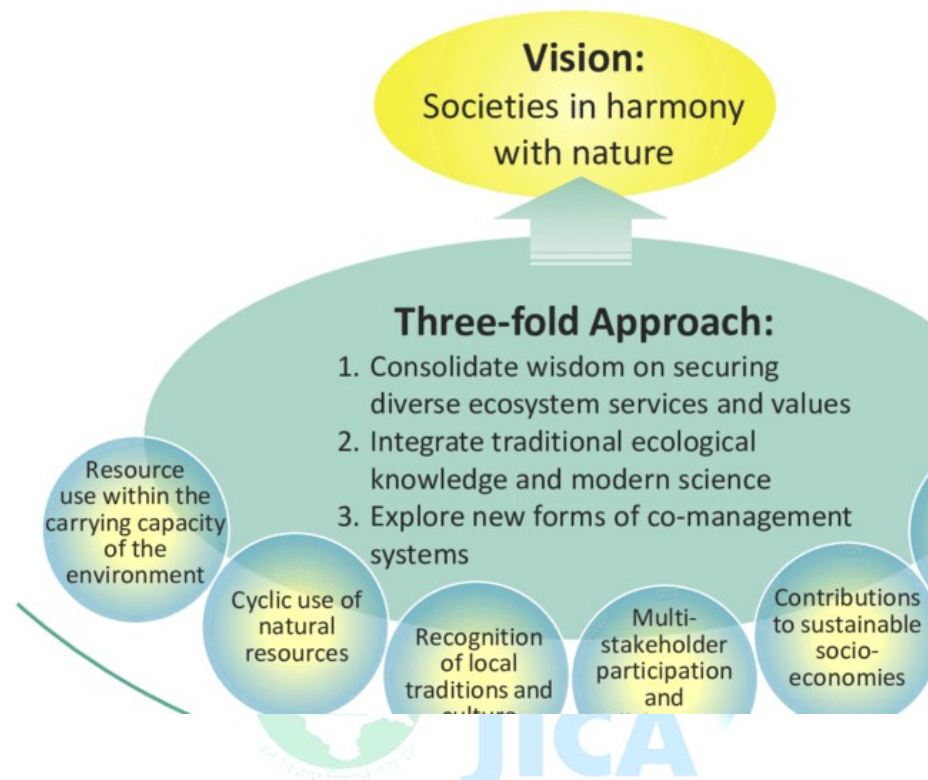 Vision:
Societies in harmony
with nature
Three-fold Approach:
1. Consolidate wisdom on securing
diverse ecosystem services and values
2. Integrate traditional ecological
knowledge and modern science
3. Explore new forms of co-management
systems
Resource
use within the
carrying capacity
of the
environment
Cyclic use of
natural
resources
Recognition
of local
traditions and
Multi-
stakeholder
participation
and
Contributions
to sustainable
socio-
economies
JICA